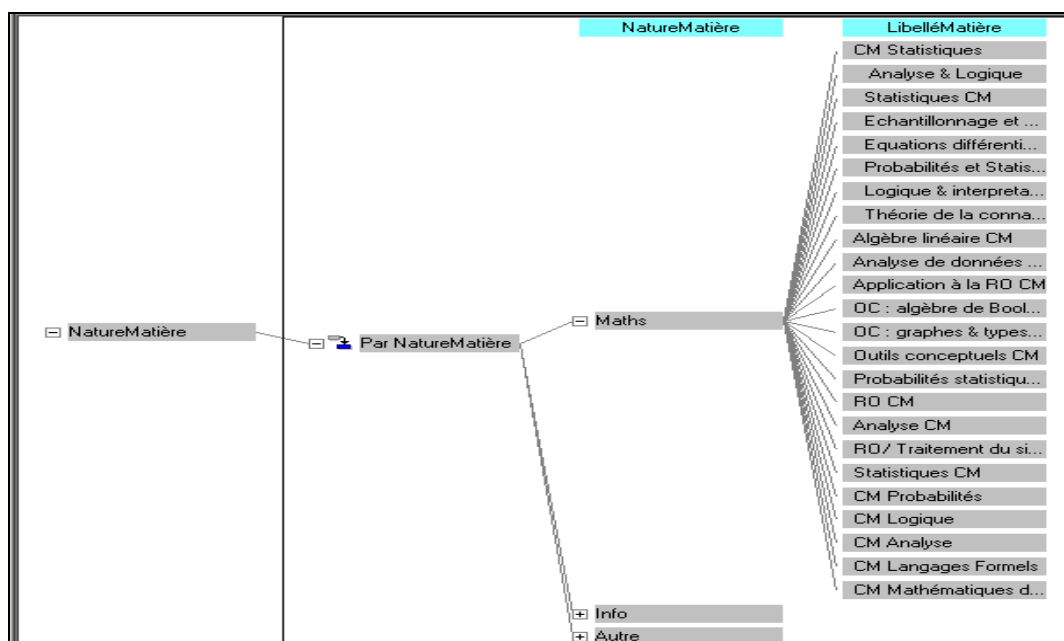 NatureMatière
LibelléMatière
CM Statistiques
Analyse & Logique
Statistiques CM
Echantillonnage et ...
Equations différenti...
Probabilités et Statis...
Logique & interpreta...
Théorie de la conna...
Algèbre linéaire CM
Analyse de données ...
Application à la RO CM
OC : algèbre de Bool...
NatureMatière
Par NatureMatière
Maths
OC : graphes & types...
Outils conceptuels CM
Probabilités statistiqu...
RO CM
Analyse CM
RO/ Traitement du si...
Statistiques CM
CM Probabilités
CM Logique
CM Analyse
CM Langages Formels
CM Mathématiques d...
Info
Autre